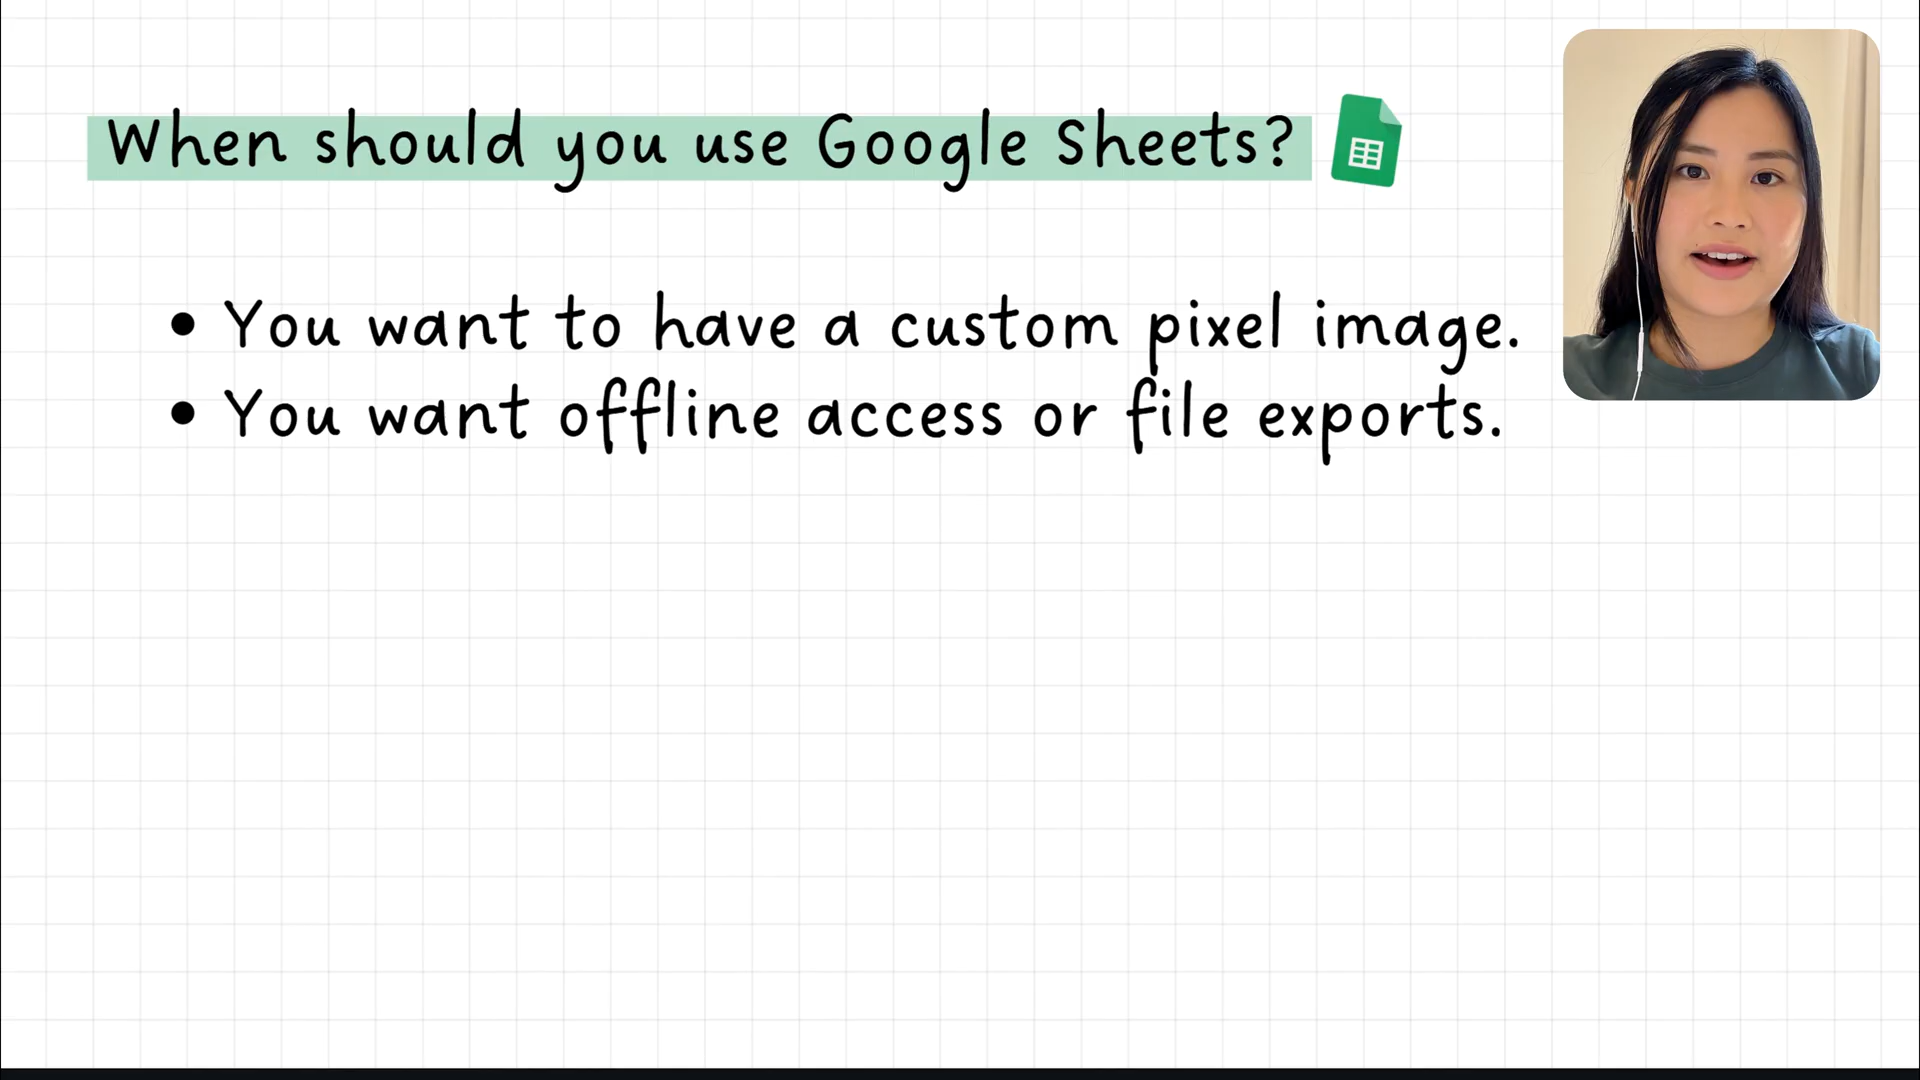 When should you use Google Sheets?
• You want to have a custom pixel image.
• You want offline access or file exports.